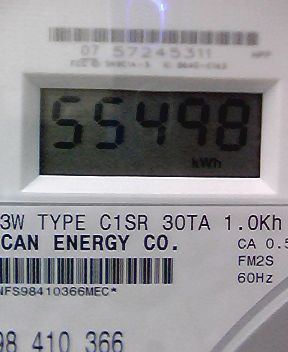 07 57245311
55498
kWh
3W TYPE C1SR 30TA 1.0Kh
CAN ENERGY CO.
CA 0.5
FM2S
60Hz
NFS98410366MEC*
98 410 366